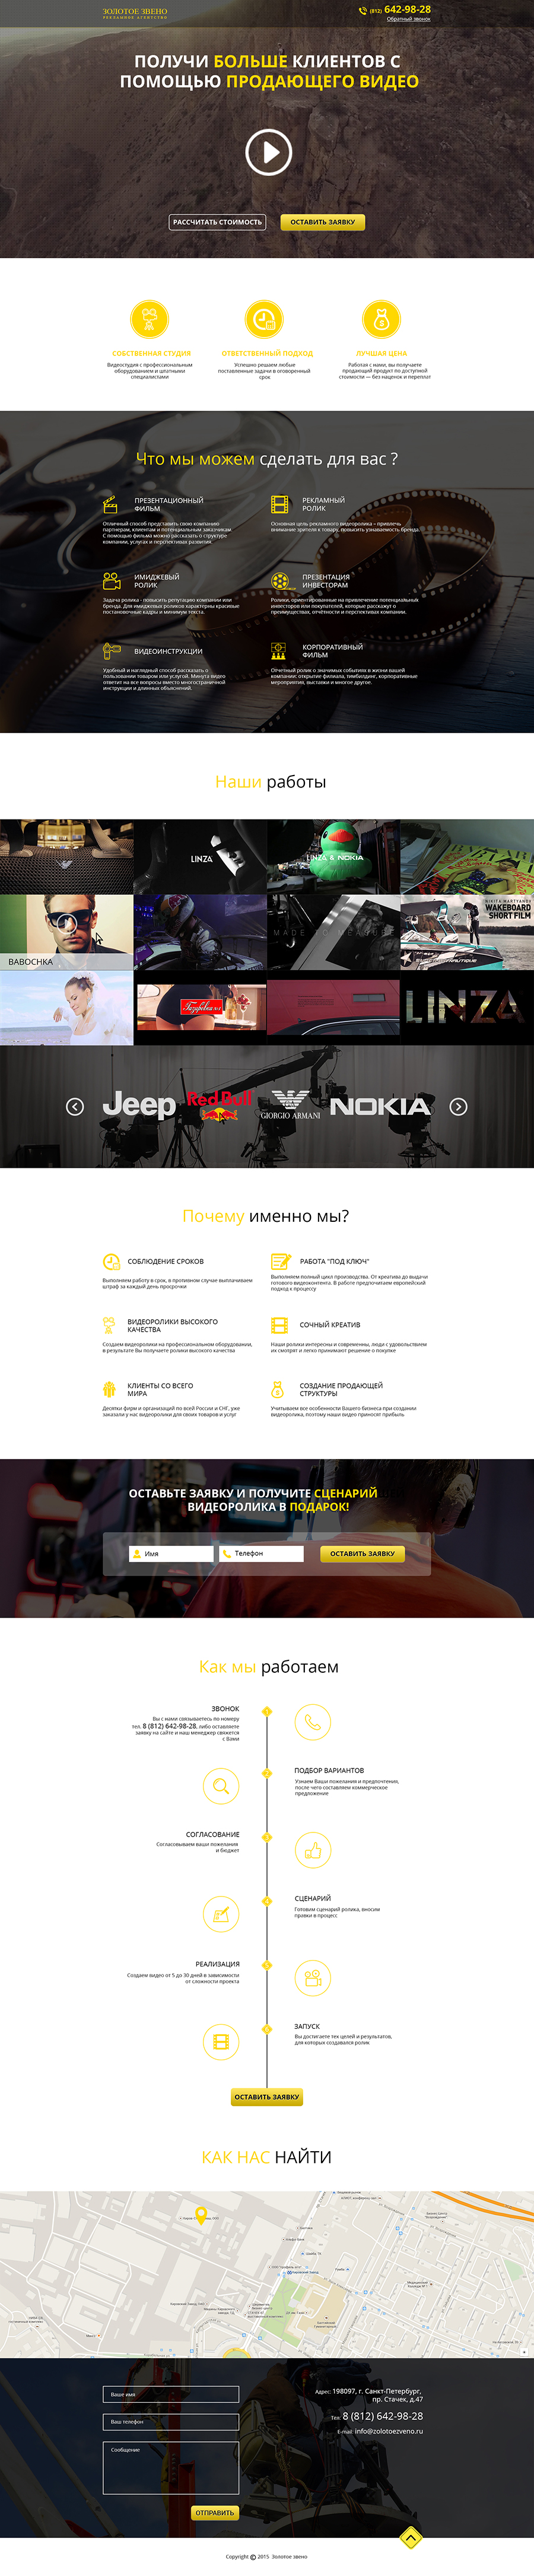 ЗОЛОТОЕ ЗВЕНО
РЕКЛАМНОЕ АГЕНТСТВО
(812) 642-98-28
Обратный звонок
ПОЛУЧИ БОЛЬШЕ КЛИЕНТОВ С
ПОМОЩЬЮ ПРОДАЮЩЕГО ВИДЕО
РАССЧИТАТЬ СТОИМОСТЬ
ОСТАВИТЬ ЗАЯВКУ
СОБСТВЕННАЯ СТУДИЯ
Видеостудия с профессиональным
оборудованием и штатными
специалистами
ОТВЕТСТВЕННЫЙ ПОДХОД
Успешно решаем любые
поставленные задачи в оговоренный
срок
ЛУЧШАЯ ЦЕНА
Работая с нами, вы получаете
продающий продукт по доступной
стоимости — без наценок и переплат
Что мы можем сделать для вас ?
ПРЕЗЕНТАЦИОННЫЙ
ФИЛЬМ
Отличный способ представить свою компанию
партнерам, клиентам и потенциальным заказчикам.
С помощью фильма можно рассказать о структуре
компании, услугах и перспективах развития.
РЕКЛАМНЫЙ
РОЛИК
Основная цель рекламного видеоролика – привлечь
внимание зрителя к товару, повысить узнаваемость бренда.
ИМИДЖЕВЫЙ
РОЛИК
Задача ролика - повысить репутацию компании или
бренда. Для имиджевых роликов характерны красивые
постановочные кадры и минимум текста.
ПРЕЗЕНТАЦИЯ
ИНВЕСТОРАМ
Ролики, ориентированные на привлечение потенциальных
инвесторов или покупателей, которые расскажут о
преимуществах, отчётности и перспективах компании.
ВИДЕОИНСТРУКЦИИ
Удобный и наглядный способ рассказать о
пользовании товаром или услугой. Минута видео
ответит на все вопросы вместо многостраничной
инструкции и длинных объяснений.
КОРПОРАТИВНЫЙ
ФИЛЬМ
Отчетный ролик о значимых событиях в жизни вашей
компании: открытие филиала, тимбилдинг, корпоративные
мероприятия, выставки и многое другое.
Наши работы
LINZA
LINZA & NOKIA
BABOCHKA
MADE TO MEASURE
NIKITA MARTYANOV
WAKEBOARD
SHORT FILM
LINZA
Jeep
Red Bull
GIORGIO ARMANI
NOKIA
Почему именно мы?
СОБЛЮДЕНИЕ СРОКОВ
Выполняем работу в срок, в противном случае выплачиваем
штраф за каждый день просрочки
РАБОТА "ПОД КЛЮЧ"
Выполняем полный цикл производства. От креатива до выдачи
готового видеоконтента. В работе предпочитаем европейский
подход к процессу
ВИДЕОРОЛИКИ ВЫСОКОГО
КАЧЕСТВА
Создаем видеоролики на профессиональном оборудовании,
в результате Вы получаете ролики высокого качества
СОЧНЫЙ КРЕАТИВ
Наши ролики интересны и современны, люди с удовольствием
их смотрят и легко принимают решение о покупке
КЛИЕНТЫ СО ВСЕГО
МИРА
Десятки фирм и организаций по всей России и СНГ, уже
заказали у нас видеоролики для своих товаров и услуг
СОЗДАНИЕ ПРОДАЮЩЕЙ
СТРУКТУРЫ
Учитываем все особенности Вашего бизнеса при создании
видеоролика, поэтому наши видео приносят прибыль
ОСТАВЬТЕ ЗАЯВКУ И ПОЛУЧИТЕ СЦЕНАРИЙ
ВИДЕОРОЛИКА В ПОДАРОК!
Имя
Телефон
ОСТАВИТЬ ЗАЯВКУ
Как мы работаем
ЗВОНОК
Вы с нами связываетесь по номеру
тел. 8 (812) 642-98-28, либо оставляете
заявку на сайте и наш менеджер свяжется
с Вами
1
2
ПОДБОР ВАРИАНТОВ
Узнаем Ваши пожелания и предпочтения,
после чего составляем коммерческое
предложение
СОГЛАСОВАНИЕ
Согласовываем ваши пожелания
и бюджет
3
4
СЦЕНАРИЙ
Готовим сценарий ролика, вносим
правки в процесс
РЕАЛИЗАЦИЯ
Создаем видео от 5 до 30 дней в зависимости
от сложности проекта
5
6
ЗАПУСК
Вы достигаете тех целей и результатов,
для которых создавался ролик
ОСТАВИТЬ ЗАЯВКУ
КАК НАС НАЙТИ
Кировский Завод
Ваше имя
Ваш телефон
Сообщение
ОТПРАВИТЬ
Адрес: 198097, г. Санкт-Петербург,
пр. Стачек, д.47
Тел: 8 (812) 642-98-28
E-mail: info@zolotoezveno.ru
Copyright © 2015 Золотое звено